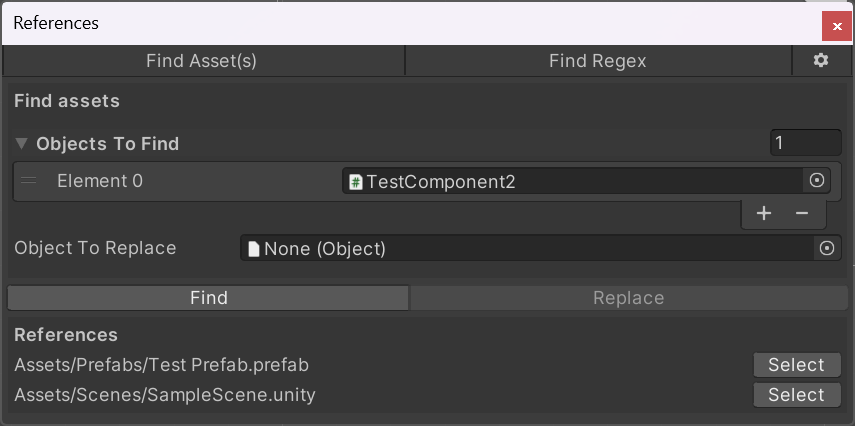 References
x
Find Asset(s) Find Regex
Find assets
Objects To Find 1
Element 0 # TestComponent2
+ −
Object To Replace None (Object)
Find Replace
References
Assets/Prefabs/Test Prefab.prefab Select
Assets/Scenes/SampleScene.unity Select